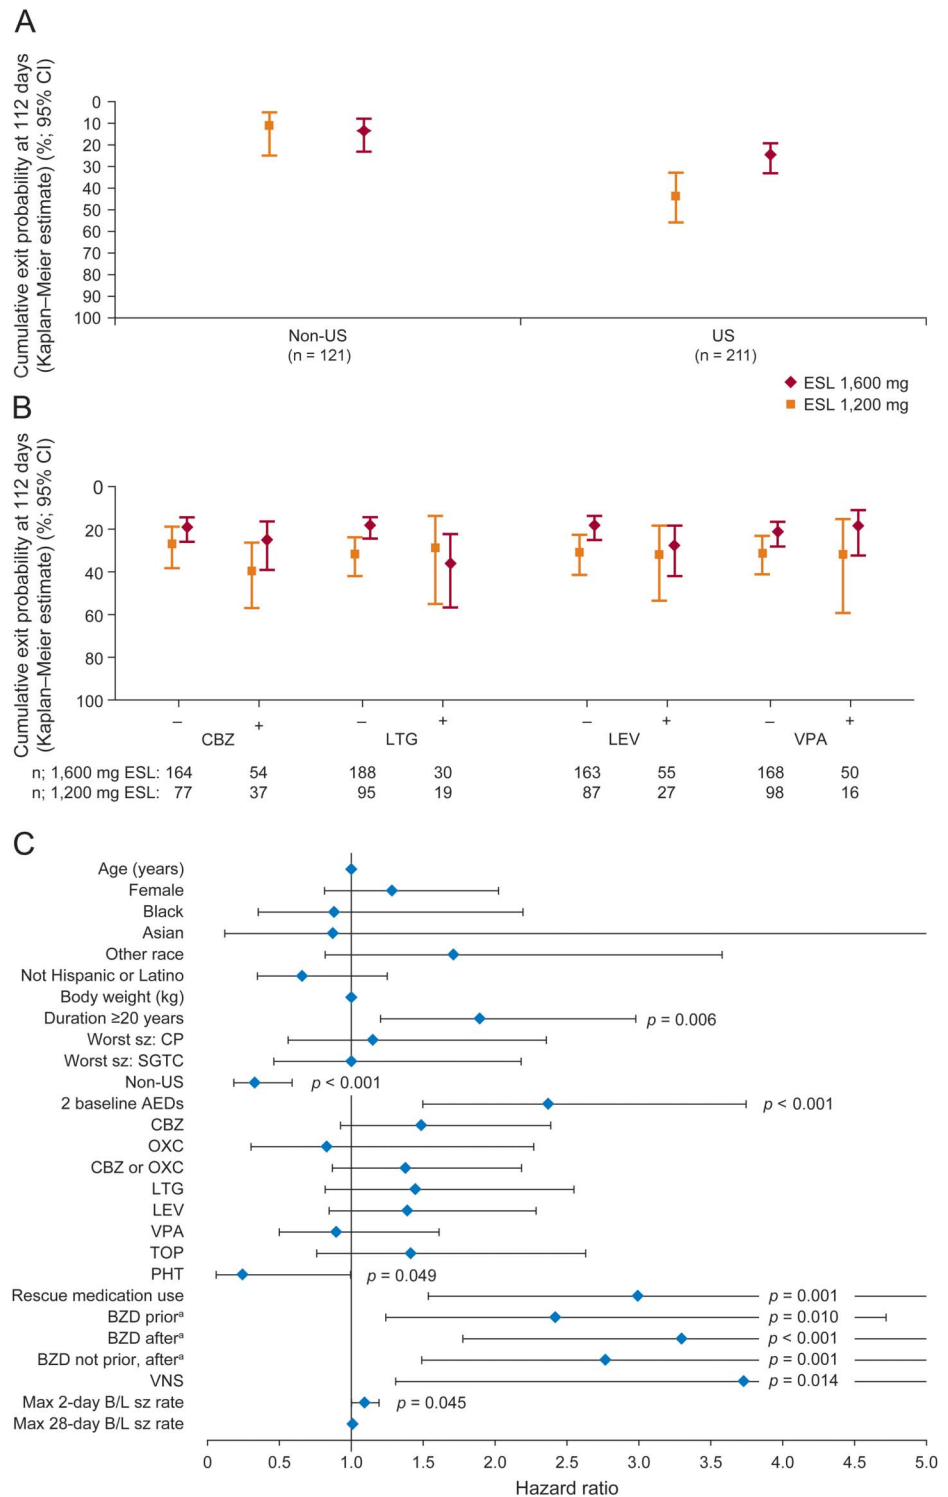 A
Cumulative exit probability at 112 days
(Kaplan–Meier estimate) (%; 95% CI)
0
10
20
30
40
50
60
70
80
90
100
Non-US
(n = 121)
US
(n = 211)
ESL 1,600 mg
ESL 1,200 mg
B
Cumulative exit probability at 112 days
(Kaplan–Meier estimate) (%; 95% CI)
0
20
40
60
80
100
– + – + – + – +
CBZ LTG LEV VPA
n; 1,600 mg ESL: 164 54 188 30 163 55 168 50
n; 1,200 mg ESL: 77 37 95 19 87 27 98 16
C
Age (years)
Female
Black
Asian
Other race
Not Hispanic or Latino
Body weight (kg)
Duration ≥20 years p = 0.006
Worst sz: CP
Worst sz: SGTC
Non-US p < 0.001
2 baseline AEDs p < 0.001
CBZ
OXC
CBZ or OXC
LTG
LEV
VPA
TOP
PHT p = 0.049
Rescue medication use p = 0.001
BZD priorᵃ p = 0.010
BZD afterᵃ p < 0.001
BZD not prior, afterᵃ p = 0.001
VNS p = 0.014
Max 2-day B/L sz rate p = 0.045
Max 28-day B/L sz rate
0 0.5 1.0 1.5 2.0 2.5 3.0 3.5 4.0 4.5 5.0
Hazard ratio